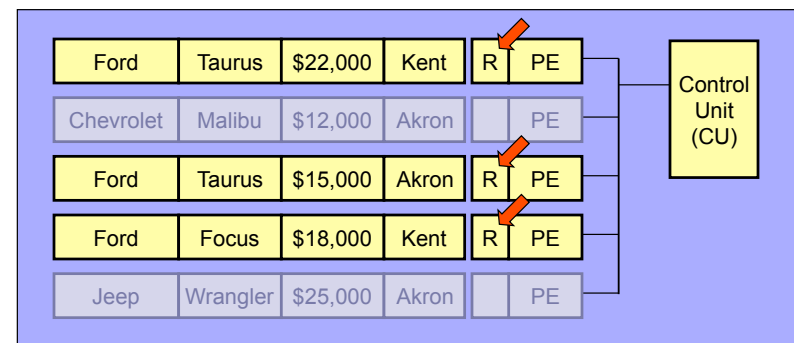 Ford Taurus $22,000 Kent R PE
Chevrolet Malibu $12,000 Akron PE
Ford Taurus $15,000 Akron R PE
Ford Focus $18,000 Kent R PE
Jeep Wrangler $25,000 Akron PE
Control
Unit
(CU)